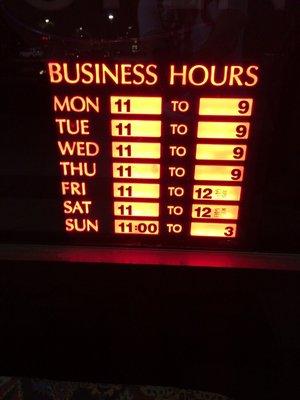 BUSINESS HOURS
MON 11 TO 9
TUE 11 TO 9
WED 11 TO 9
THU 11 TO 9
FRI 11 TO 12
SAT 11 TO 12
SUN 11:00 TO 3